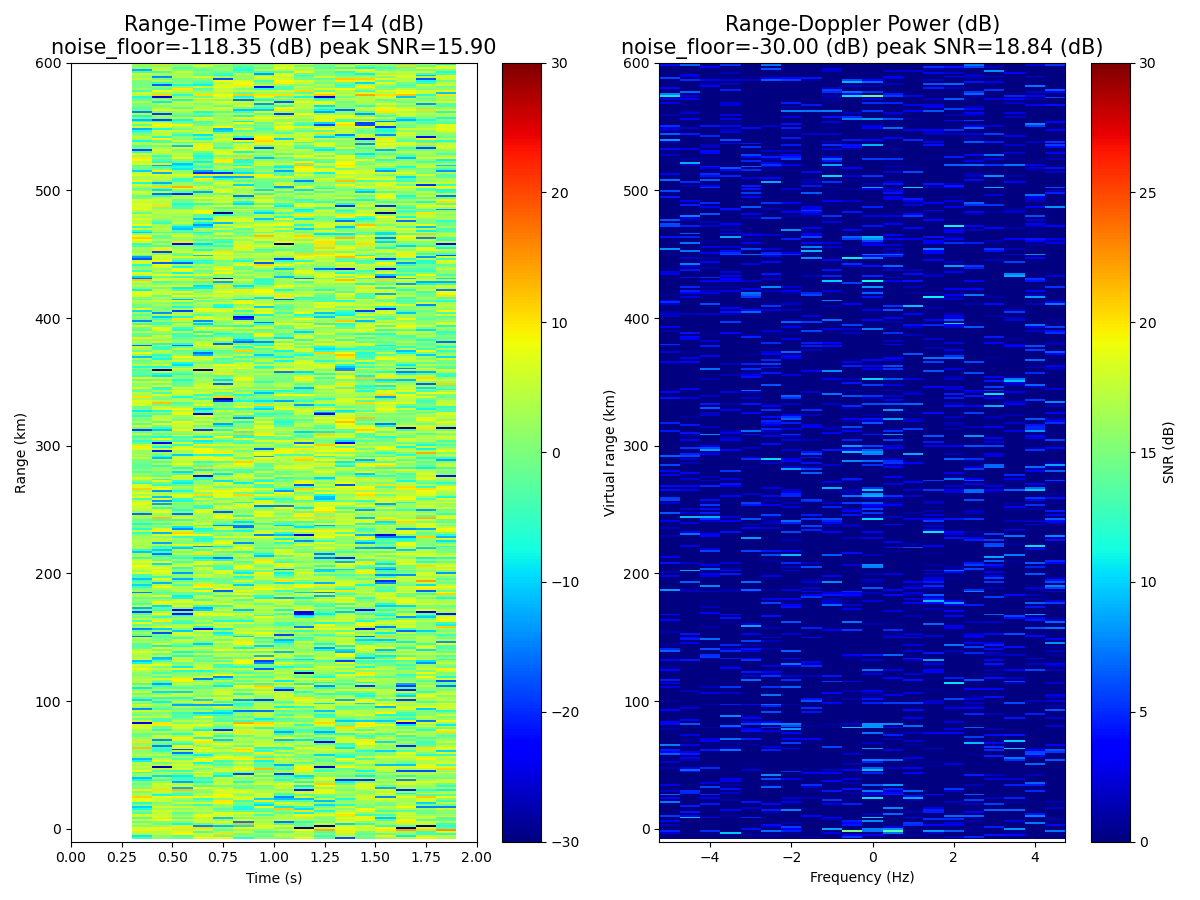 Range-Time Power f=14 (dB)
noise_floor=-118.35 (dB) peak SNR=15.90
600
500
400
300
200
100
0
Range (km)
0.00 0.25 0.50 0.75 1.00 1.25 1.50 1.75 2.00
Time (s)
30
20
10
0
−10
−20
−30
Range-Doppler Power (dB)
noise_floor=-30.00 (dB) peak SNR=18.84 (dB)
600
500
400
300
200
100
0
Virtual range (km)
−4 −2 0 2 4
Frequency (Hz)
30
25
20
15
10
5
0
SNR (dB)